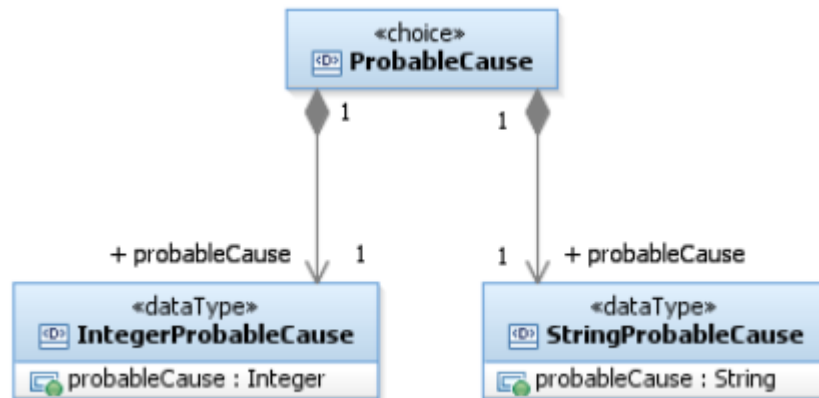 «choice»
ProbableCause
1
1
+ probableCause
1
1
+ probableCause
«dataType»
IntegerProbableCause
probableCause : Integer
«dataType»
StringProbableCause
probableCause : String